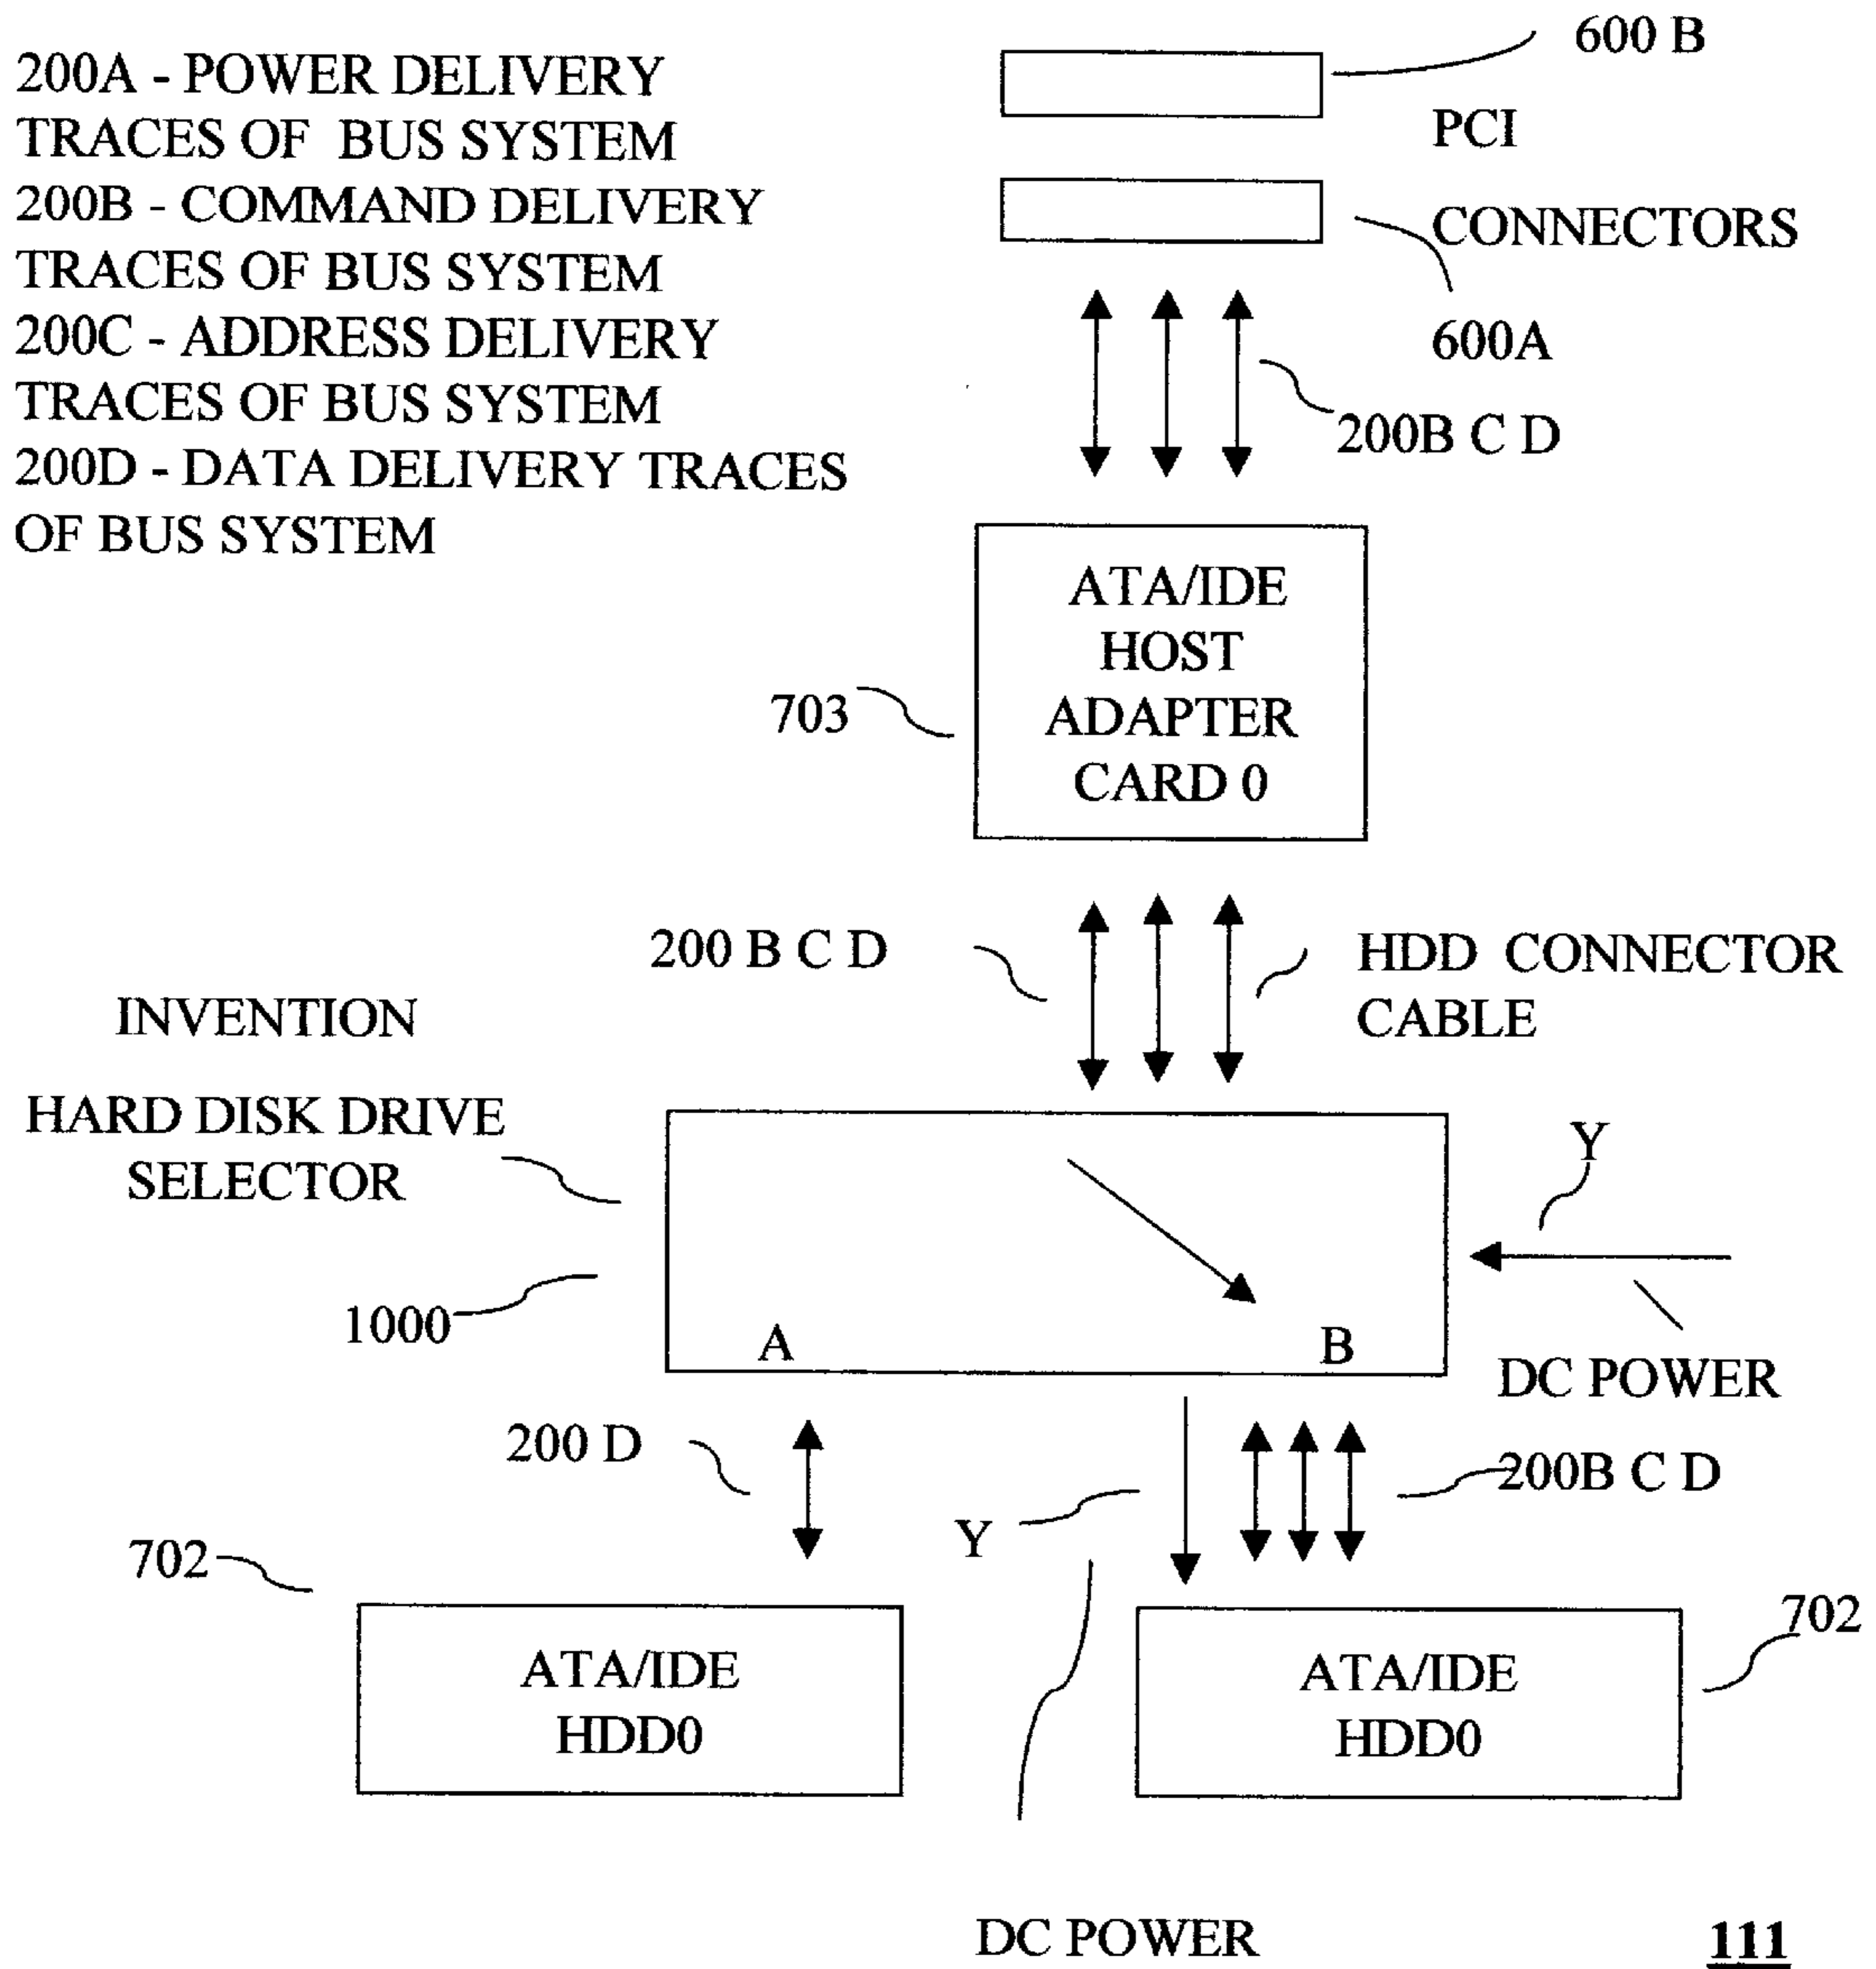 200A - POWER DELIVERY
TRACES OF BUS SYSTEM
200B - COMMAND DELIVERY
TRACES OF BUS SYSTEM
200C - ADDRESS DELIVERY
TRACES OF BUS SYSTEM
200D - DATA DELIVERY TRACES
OF BUS SYSTEM
600 B
PCI
CONNECTORS
600A
200B C D
ATA/IDE
HOST
ADAPTER
CARD 0
703
200 B C D
HDD CONNECTOR
CABLE
INVENTION
HARD DISK DRIVE
SELECTOR
1000
A
B
Y
DC POWER
200 D
Y
200B C D
702
ATA/IDE
HDD0
702
ATA/IDE
HDD0
DC POWER
111